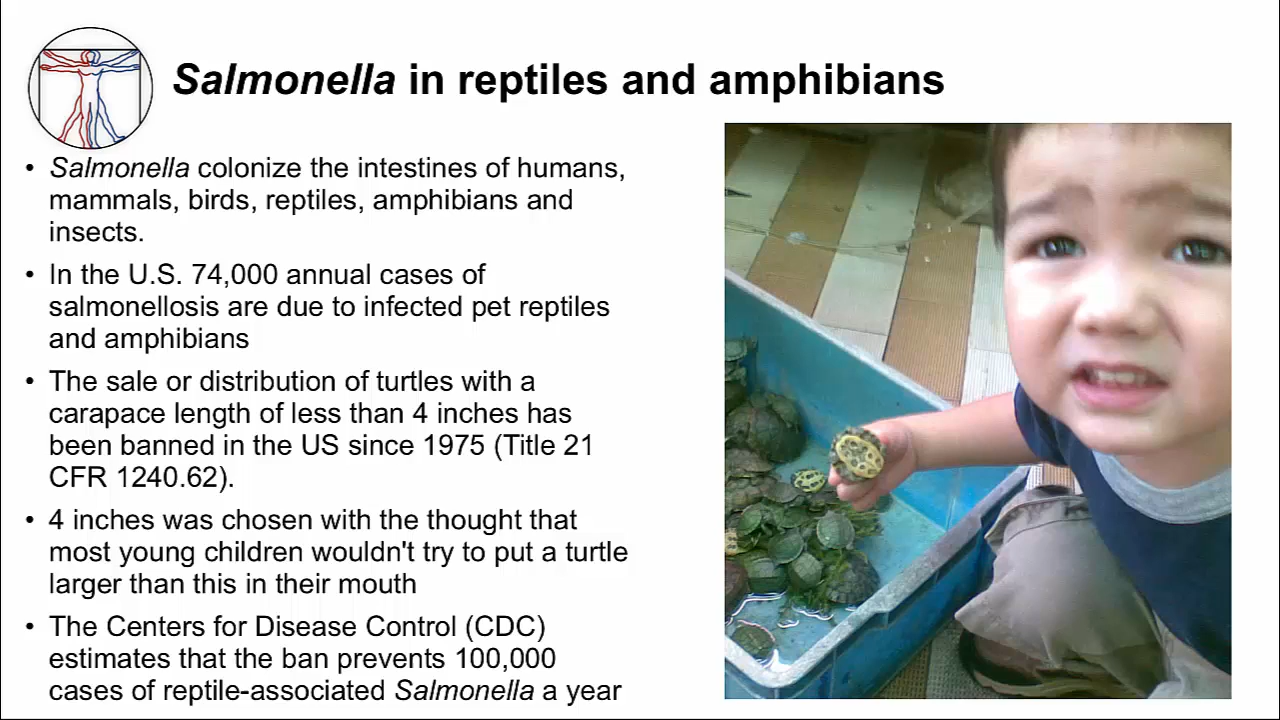 Salmonella in reptiles and amphibians
• Salmonella colonize the intestines of humans,
mammals, birds, reptiles, amphibians and
insects.
• In the U.S. 74,000 annual cases of
salmonellosis are due to infected pet reptiles
and amphibians
• The sale or distribution of turtles with a
carapace length of less than 4 inches has
been banned in the US since 1975 (Title 21
CFR 1240.62).
• 4 inches was chosen with the thought that
most young children wouldn't try to put a turtle
larger than this in their mouth
• The Centers for Disease Control (CDC)
estimates that the ban prevents 100,000
cases of reptile-associated Salmonella a year